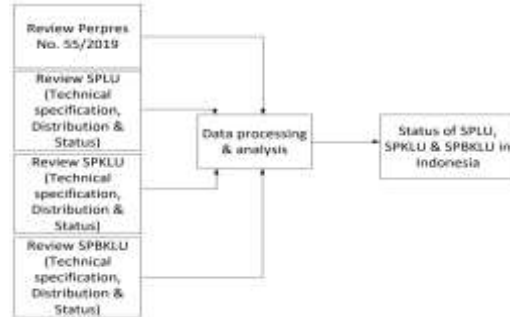 Review Perpres
No. 55/2019
Review SPLU
(Technical
specification,
Distribution &
Status)
Review SPKLU
(Technical
specification,
Distribution &
Status)
Review SPBKLU
(Technical
specification,
Distribution &
Status)
Data processing
& analysis
Status of SPLU,
SPKLU & SPBKLU in
Indonesia